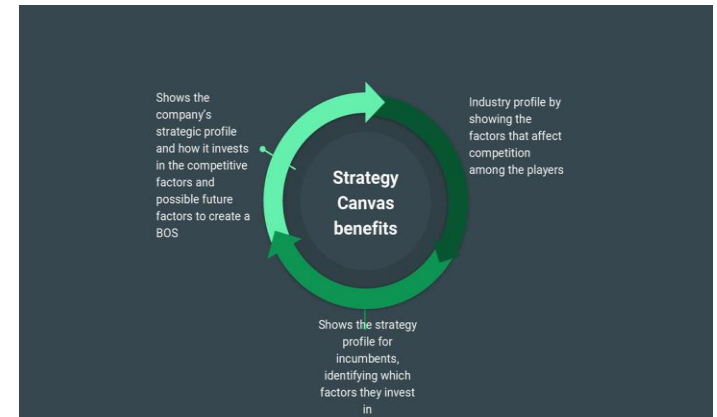 Shows the
company's
strategic profile
and how it invests
in the competitive
factors and
possible future
factors to create a
BOS
Strategy
Canvas
benefits
Industry profile by
showing the
factors that affect
competition
among the players
Shows the strategy
profile for
incumbents,
identifying which
factors they invest
in